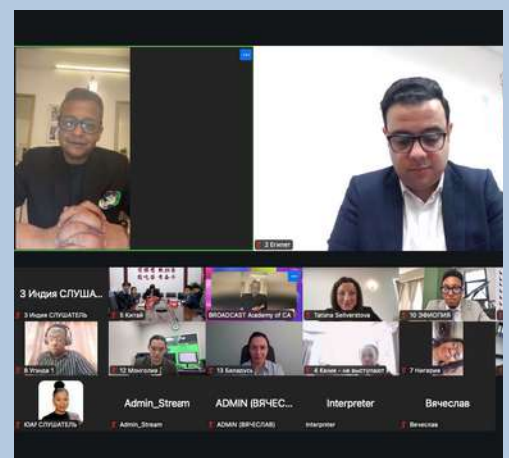 2 Египет
3 Индия СЛУША...
3 Индия СЛУШАТЕЛЬ
5 Китай
BROADCAST Academy of CA
Tatiana Seliverstova
10 ЭФИОПИЯ
8 Уганда 1
12 Монголия
13 Беларусь
4 Кения - не выступают
7 Нигерия
ЮАР СЛУШАТЕЛЬ
Admin_Stream
Admin_Stream
ADMIN (ВЯЧЕС...
ADMIN (ВЯЧЕСЛАВ)
Interpreter
Interpreter
Вячеслав
Вячеслав